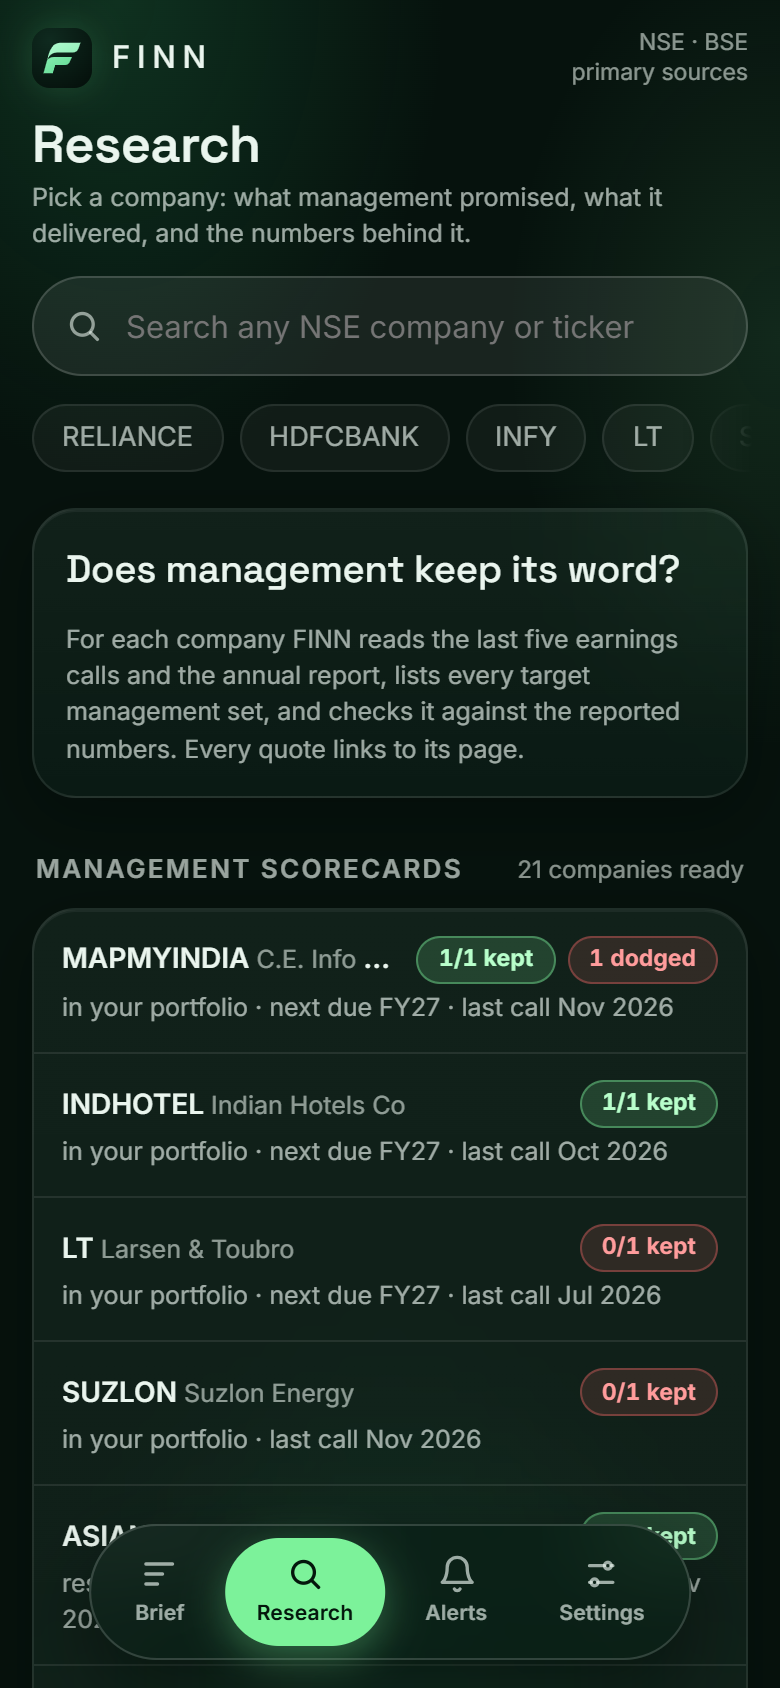 FINN
NSE · BSE
primary sources
Research
Pick a company: what management promised, what it
delivered, and the numbers behind it.
Search any NSE company or ticker
RELIANCE
HDFCBANK
INFY
LT
Does management keep its word?
For each company FINN reads the last five earnings
calls and the annual report, lists every target
management set, and checks it against the reported
numbers. Every quote links to its page.
MANAGEMENT SCORECARDS
21 companies ready
MAPMYINDIA C.E. Info ...
1/1 kept
1 dodged
in your portfolio · next due FY27 · last call Nov 2026
INDHOTEL Indian Hotels Co
1/1 kept
in your portfolio · next due FY27 · last call Oct 2026
LT Larsen & Toubro
0/1 kept
in your portfolio · next due FY27 · last call Jul 2026
SUZLON Suzlon Energy
0/1 kept
in your portfolio · last call Nov 2026
Brief
Research
Alerts
Settings